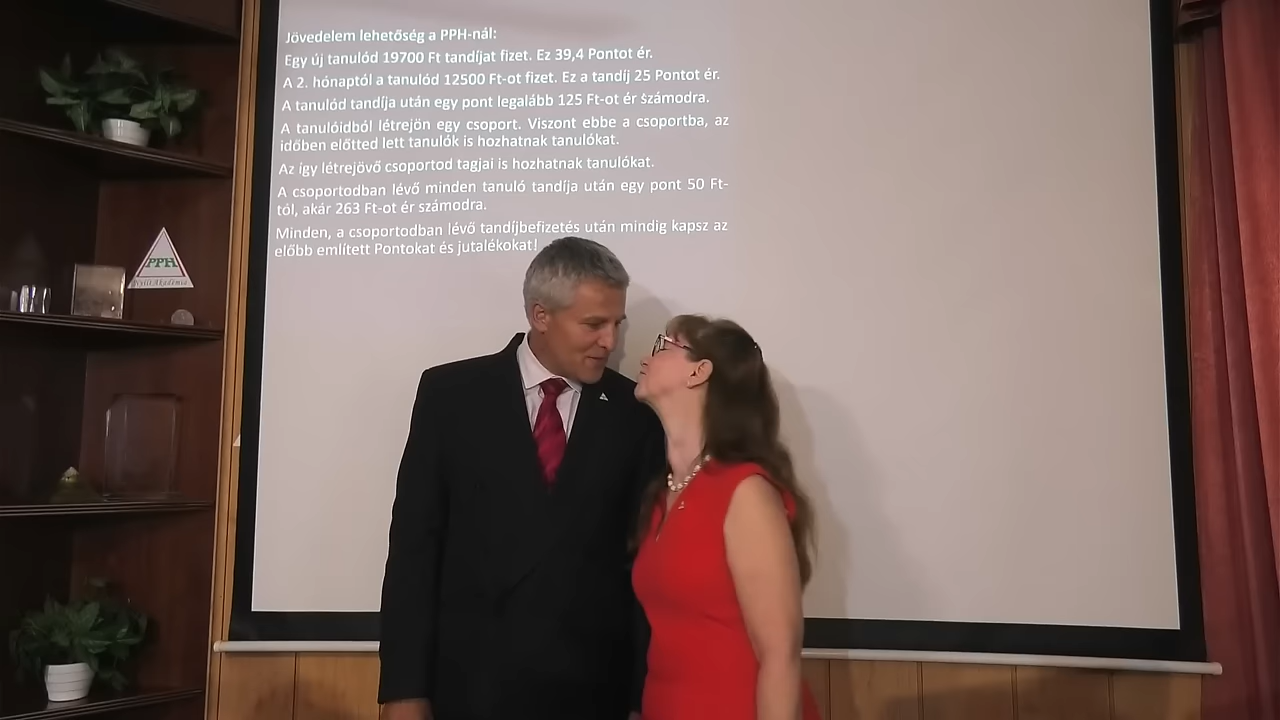 Jövedelem lehetőség a PPH-nál:
Egy új tanulód 19700 Ft tandíjat fizet. Ez 39,4 Pontot ér.
A 2. hónaptól a tanulód 12500 Ft-ot fizet. Ez a tandíj 25 Pontot ér.
A tanulód tandíja után egy pont legalább 125 Ft-ot ér számodra.
A tanulóidból létrejön egy csoport. Viszont ebbe a csoportba, az
időben előtted lett tanulók is hozhatnak tanulókat.
Az így létrejövő csoportod tagjai is hozhatnak tanulókat.
A csoportodban lévő minden tanuló tandíja után egy pont 50 Ft-
tól, akár 263 Ft-ot ér számodra.
Minden, a csoportodban lévő tandíjbefizetés után mindig kapsz az
előbb említett Pontokat és jutalékokat!
PPH
Nyílt Akadémia